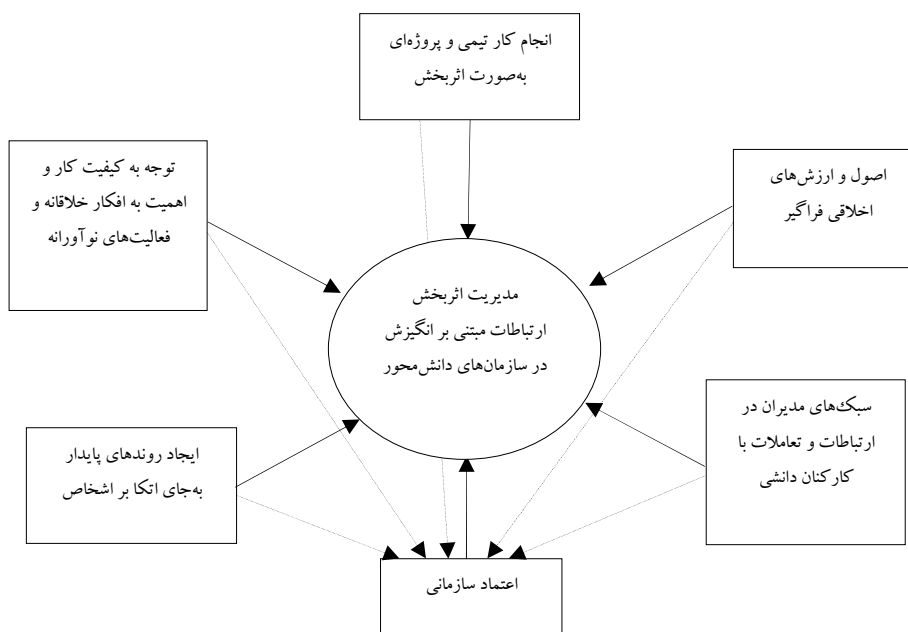 انجام کار تیمی و پروژه‌ای
به‌صورت اثربخش
توجه به کیفیت کار و
اهمیت به افکار خلاقانه و
فعالیت‌های نوآورانه
اصول و ارزش‌های
اخلاقی فراگیر
مدیریت اثربخش
ارتباطات مبتنی بر انگیزش
در سازمان‌های دانش‌محور
سبک‌های مدیران در
ارتباطات و تعاملات با
کارکنان دانشی
ایجاد روندهای پایدار
به‌جای اتکا بر اشخاص
اعتماد سازمانی